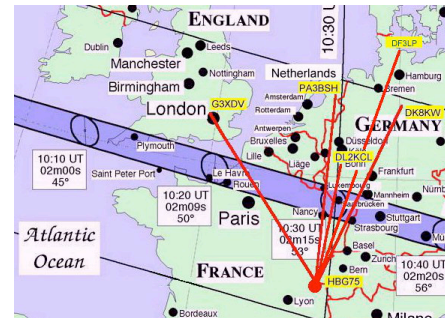 ENGLAND
10:30 UT
DF3LP
Dublin
Leeds
Manchester
Nottingham
Birmingham
Netherlands
PA3BSH
Hamburg
Bremen
London
G3XDV
Amsterdam
Rotterdam
DK8KW
Antwerpen
GERMANY
Plymouth
Bruxelles
Düsseldorf
Lille
Liège
DL2KCL
Bonn
10:10 UT
02m00s
45°
Saint Peter Port
Le Havre
Rouen
Frankfurt
Luxembourg
Mannheim
Saarbrücken
10:20 UT
02m09s
50°
Paris
Nancy
Stuttgart
Strasbourg
10:30 UT
02m15s
53°
Atlantic
Ocean
Basel
Zurich
Bern
FRANCE
10:40 UT
02m20s
56°
HBG75
Lyon
Bordeaux